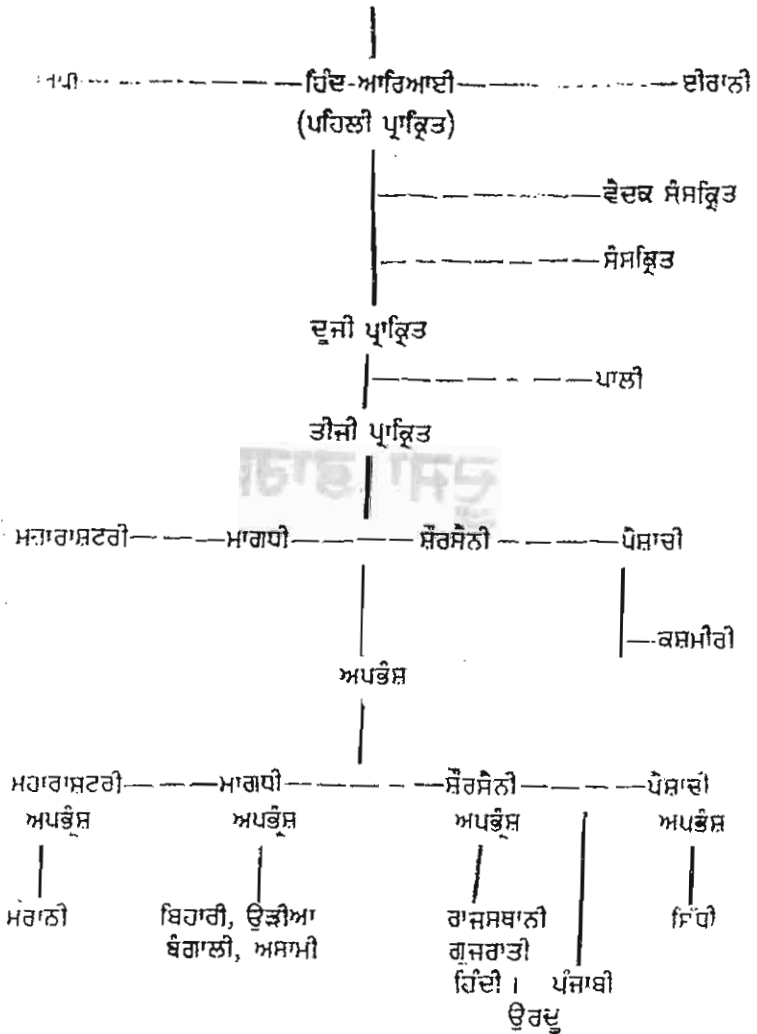 ਹਿੰਦ-ਆਰਿਆਈ ਈਰਾਨੀ
(ਪਹਿਲੀ ਪ੍ਰਾਕ੍ਰਿਤ)
ਵੈਦਕ ਸੰਸਕ੍ਰਿਤ
ਸੰਸਕ੍ਰਿਤ
ਦੂਜੀ ਪ੍ਰਾਕ੍ਰਿਤ
ਪਾਲੀ
ਤੀਜੀ ਪ੍ਰਾਕ੍ਰਿਤ
ਮਹਾਰਾਸ਼ਟਰੀ ਮਾਗਧੀ ਸ਼ੌਰਸੈਨੀ ਪੈਸ਼ਾਚੀ
ਕਸ਼ਮੀਰੀ
ਅਪਭੰਸ਼
ਮਹਾਰਾਸ਼ਟਰੀ ਮਾਗਧੀ ਸ਼ੌਰਸੈਨੀ ਪੈਸ਼ਾਚੀ
ਅਪਭ੍ਰੰਸ਼ ਅਪਭ੍ਰੰਸ਼ ਅਪਭ੍ਰੰਸ਼ ਅਪਭ੍ਰੰਸ਼
ਮਰਾਠੀ ਬਿਹਾਰੀ, ਉੜੀਆ ਰਾਜਸਥਾਨੀ ਸਿੰਧੀ
ਬੰਗਾਲੀ, ਅਸਾਮੀ ਗੁਜਰਾਤੀ
ਹਿੰਦੀ। ਪੰਜਾਬੀ
ਉਰਦੂ